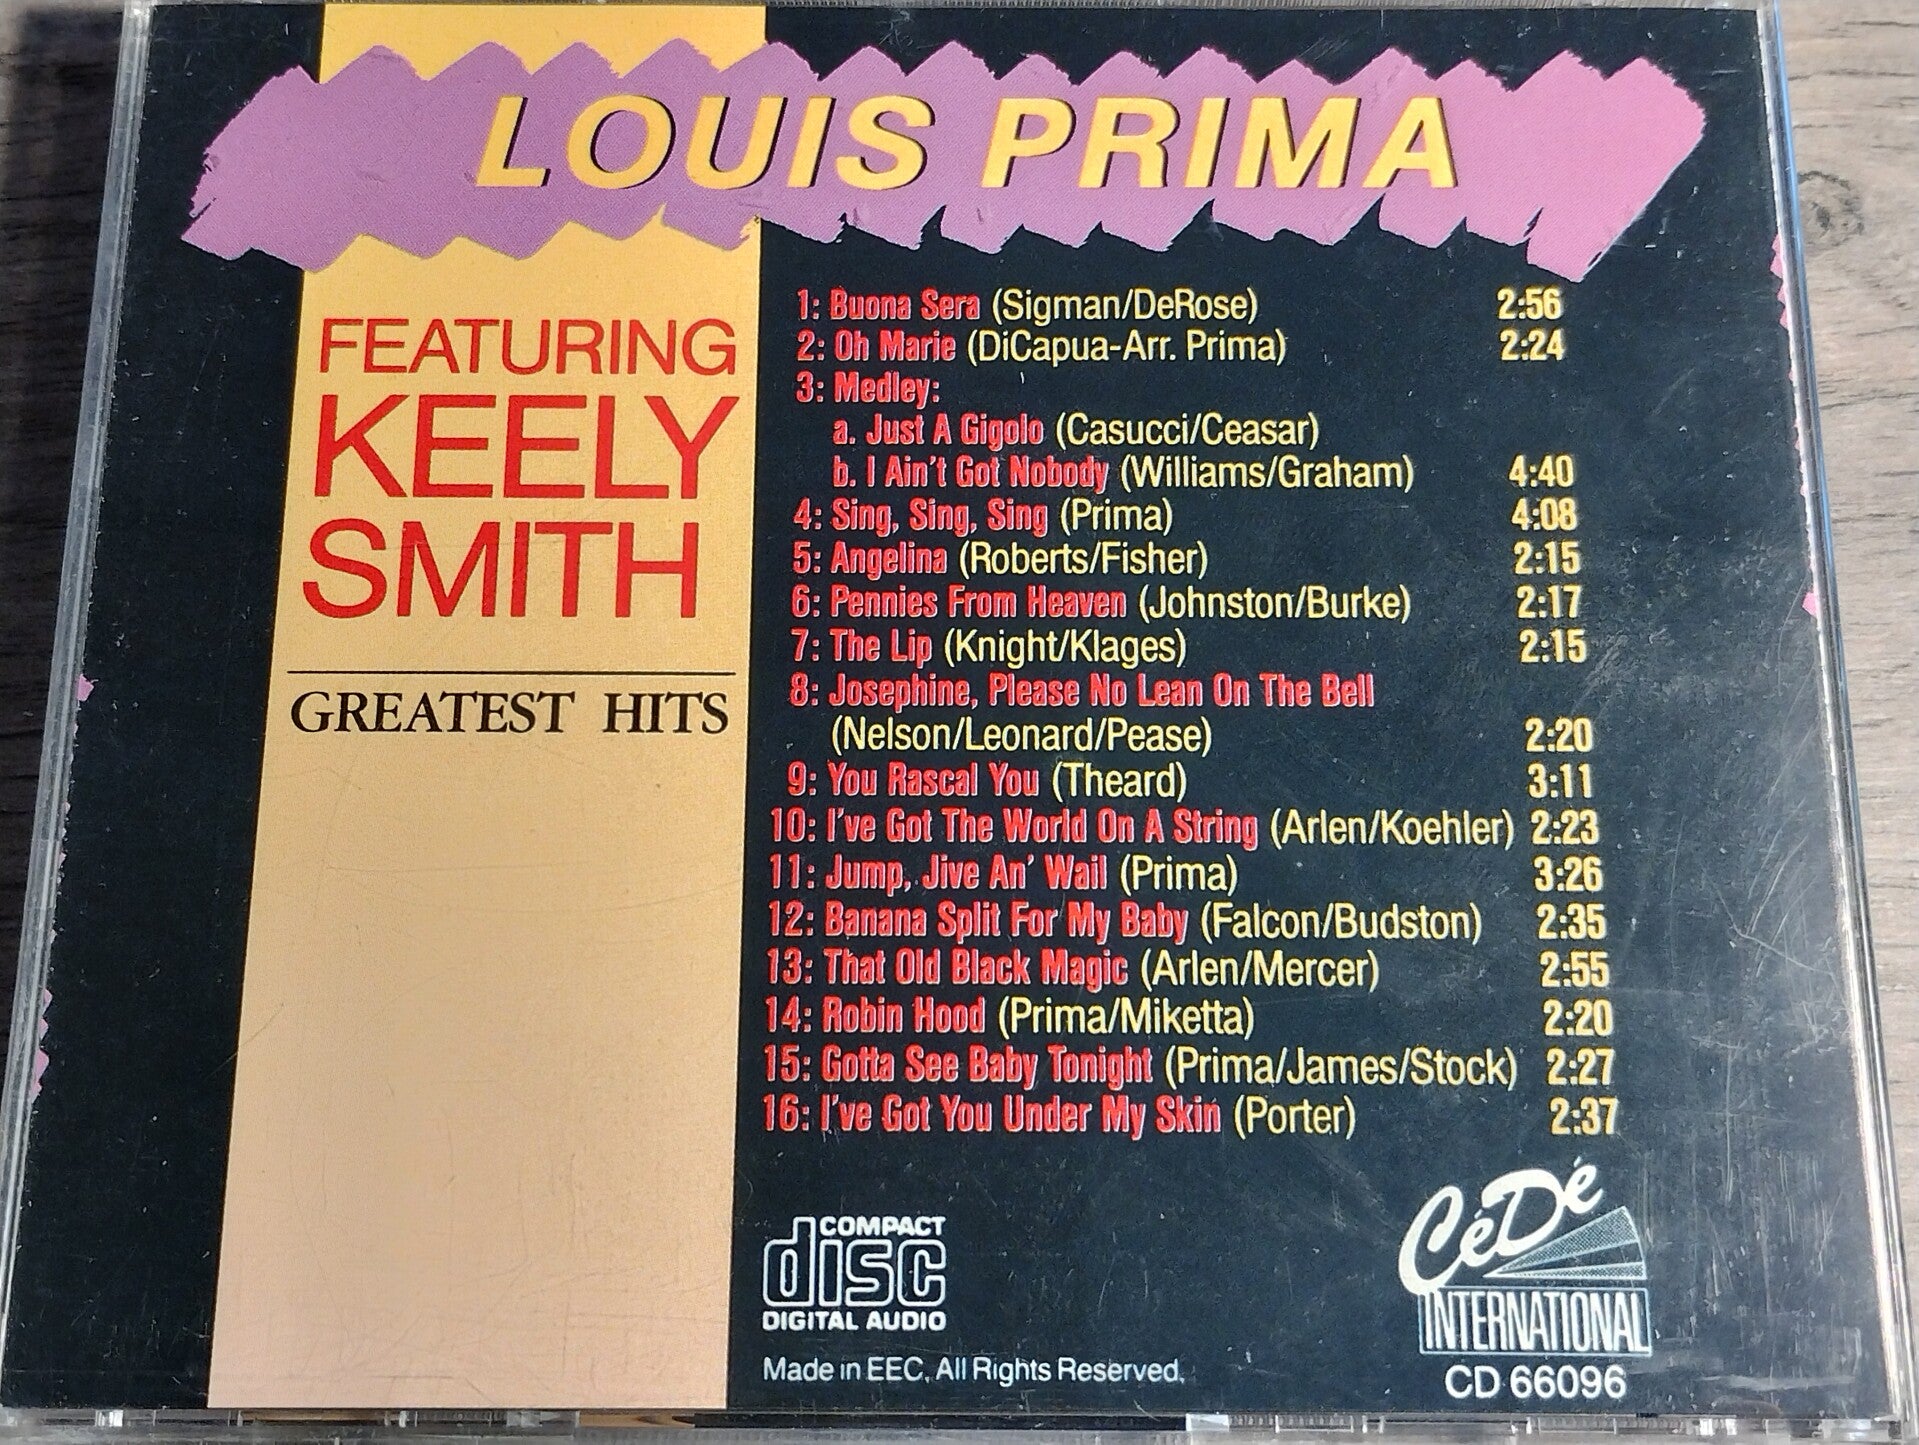 LOUIS PRIMA
FEATURING
KEELY
SMITH
GREATEST HITS
1: Buona Sera (Sigman/DeRose) 2:56
2: Oh Marie (DiCapua-Arr. Prima) 2:24
3: Medley:
a. Just A Gigolo (Casucci/Ceasar)
b. I Ain't Got Nobody (Williams/Graham) 4:40
4: Sing, Sing, Sing (Prima) 4:08
5: Angelina (Roberts/Fisher) 2:15
6: Pennies From Heaven (Johnston/Burke) 2:17
7: The Lip (Knight/Klages) 2:15
8: Josephine, Please No Lean On The Bell
(Nelson/Leonard/Pease) 2:20
9: You Rascal You (Theard) 3:11
10: I've Got The World On A String (Arlen/Koehler) 2:23
11: Jump, Jive An' Wail (Prima) 3:26
12: Banana Split For My Baby (Falcon/Budston) 2:35
13: That Old Black Magic (Arlen/Mercer) 2:55
14: Robin Hood (Prima/Miketta) 2:20
15: Gotta See Baby Tonight (Prima/James/Stock) 2:27
16: I've Got You Under My Skin (Porter) 2:37
COMPACT
disc
DIGITAL AUDIO
Made in EEC, All Rights Reserved,
CéDé
INTERNATIONAL
CD 66096